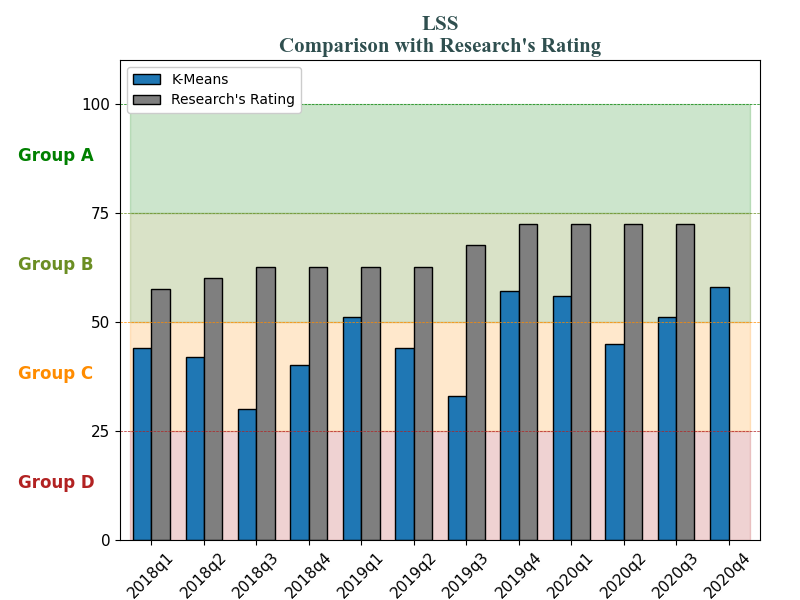 LSS
Comparison with Research's Rating
K-Means
Research's Rating
100
Group A
75
Group B
50
Group C
25
Group D
0
2018q1
2018q2
2018q3
2018q4
2019q1
2019q2
2019q3
2019q4
2020q1
2020q2
2020q3
2020q4